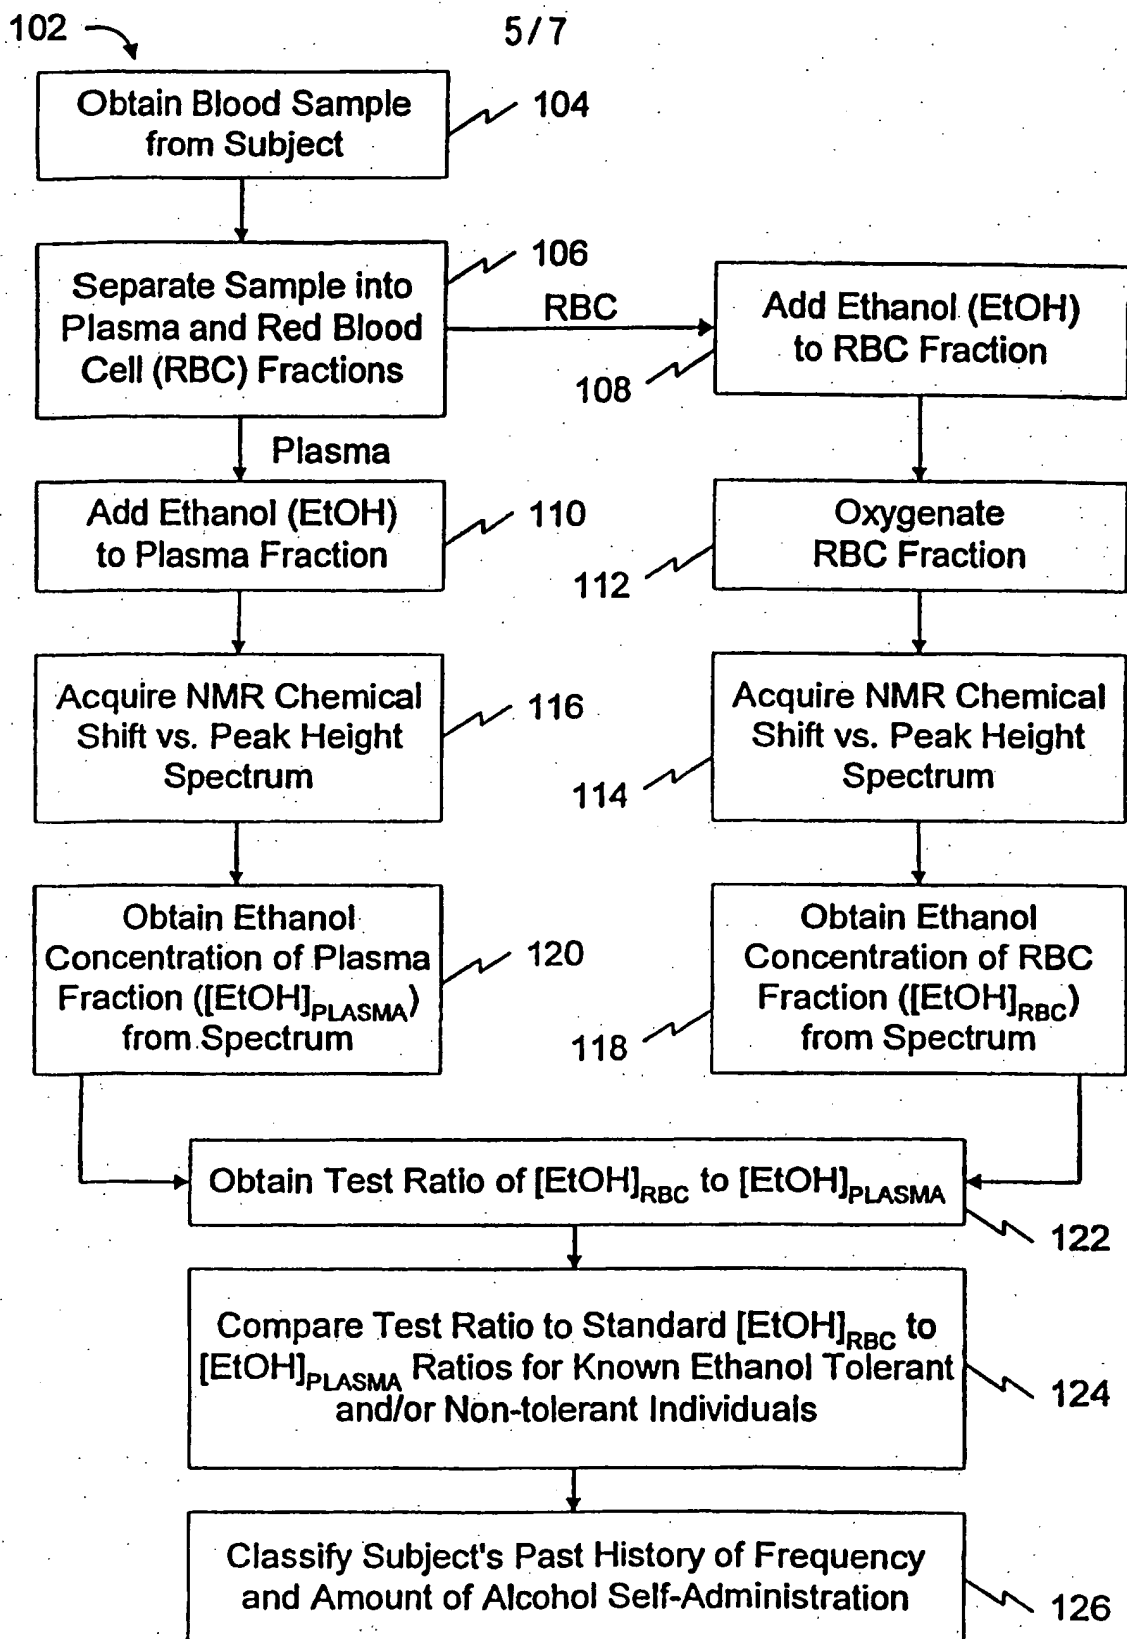 102
5/7
Obtain Blood Sample
from Subject
104
Separate Sample into
Plasma and Red Blood
Cell (RBC) Fractions
106
RBC
Add Ethanol (EtOH)
to RBC Fraction
108
Plasma
Add Ethanol (EtOH)
to Plasma Fraction
110
Oxygenate
RBC Fraction
112
Acquire NMR Chemical
Shift vs. Peak Height
Spectrum
116
Acquire NMR Chemical
Shift vs. Peak Height
Spectrum
114
Obtain Ethanol
Concentration of Plasma
Fraction ([EtOH]PLASMA)
from Spectrum
120
Obtain Ethanol
Concentration of RBC
Fraction ([EtOH]RBC)
from Spectrum
118
Obtain Test Ratio of [EtOH]RBC to [EtOH]PLASMA
122
Compare Test Ratio to Standard [EtOH]RBC to
[EtOH]PLASMA Ratios for Known Ethanol Tolerant
and/or Non-tolerant Individuals
124
Classify Subject's Past History of Frequency
and Amount of Alcohol Self-Administration
126